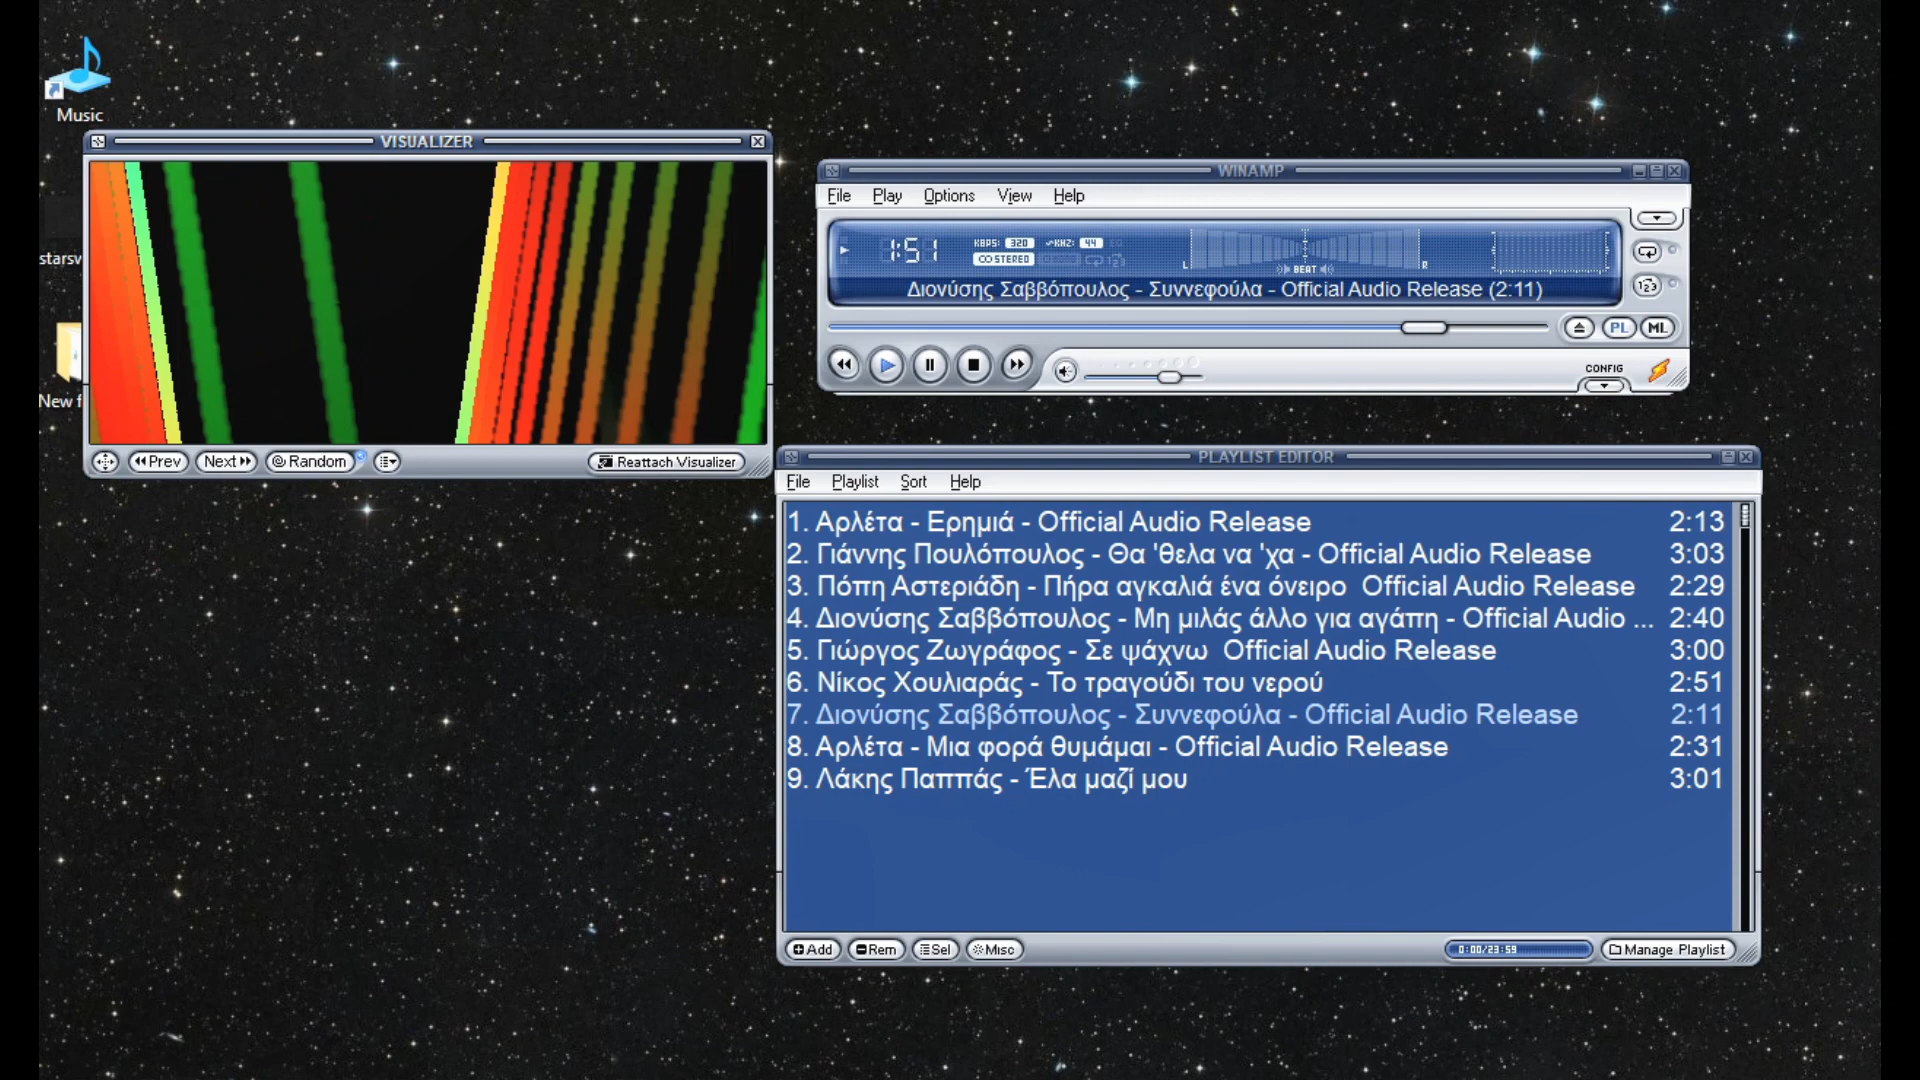 Music
VISUALIZER
starsw
New f
Prev
Next
Random
Reattach Visualizer
WINAMP
File Play Options View Help
1:51
KBPS: 320 KHZ: 44
STEREO
L BEAT R
Διονύσης Σαββόπουλος - Συννεφούλα - Official Audio Release (2:11)
PL ML
CONFIG
PLAYLIST EDITOR
File Playlist Sort Help
1. Αρλέτα - Ερημιά - Official Audio Release 2:13
2. Γιάννης Πουλόπουλος - Θα 'θελα να 'χα - Official Audio Release 3:03
3. Πόπη Αστεριάδη - Πήρα αγκαλιά ένα όνειρο  Official Audio Release 2:29
4. Διονύσης Σαββόπουλος - Μη μιλάς άλλο για αγάπη - Official Audio ... 2:40
5. Γιώργος Ζωγράφος - Σε ψάχνω  Official Audio Release 3:00
6. Νίκος Χουλιαράς - Το τραγούδι του νερού 2:51
7. Διονύσης Σαββόπουλος - Συννεφούλα - Official Audio Release 2:11
8. Αρλέτα - Μια φορά θυμάμαι - Official Audio Release 2:31
9. Λάκης Παππάς - Έλα μαζί μου 3:01
Add Rem Sel Misc 0:00/23:59 Manage Playlist